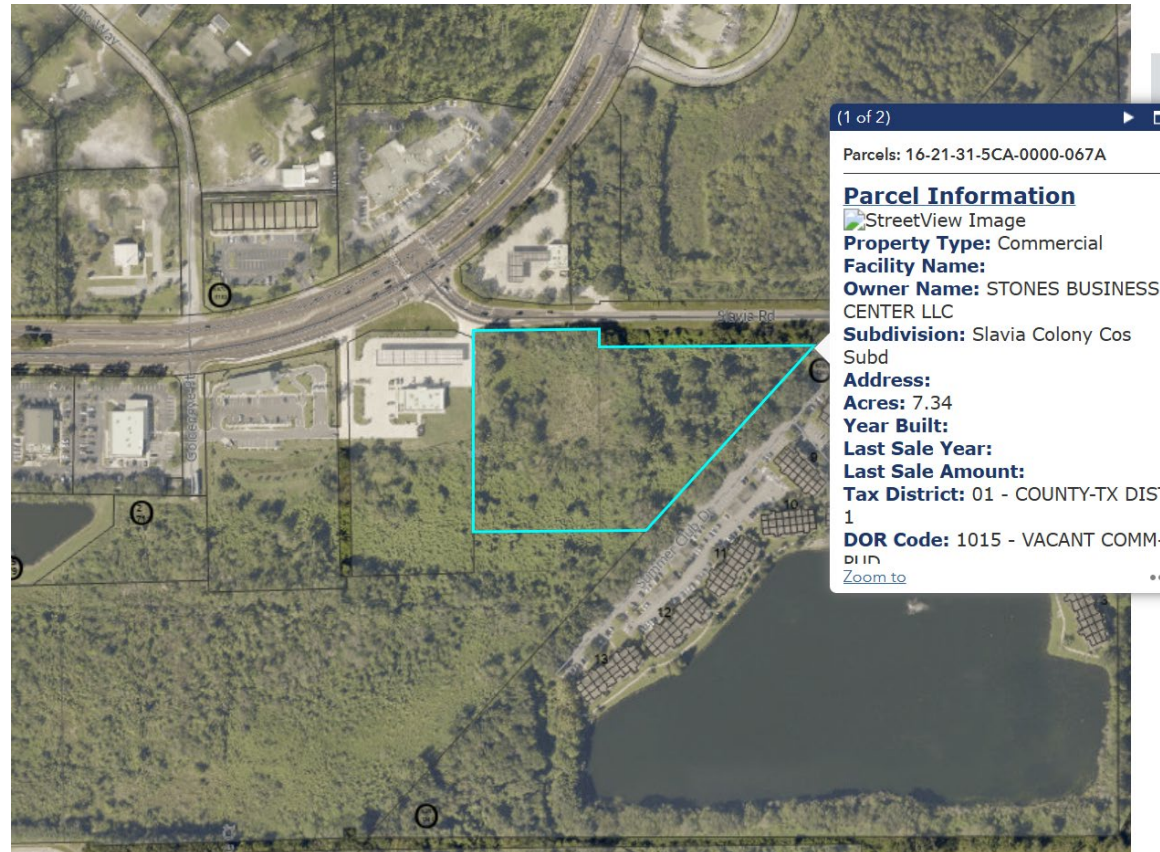 (1 of 2)
Parcels: 16-21-31-5CA-0000-067A
Parcel Information
StreetView Image
Property Type: Commercial
Facility Name:
Owner Name: STONES BUSINESS
CENTER LLC
Subdivision: Slavia Colony Cos
Subd
Address:
Acres: 7.34
Year Built:
Last Sale Year:
Last Sale Amount:
Tax District: 01 - COUNTY-TX DIST
1
DOR Code: 1015 - VACANT COMM-
PUD
Zoom to
Way
Slavia Rd
9
10
11
12
13
3